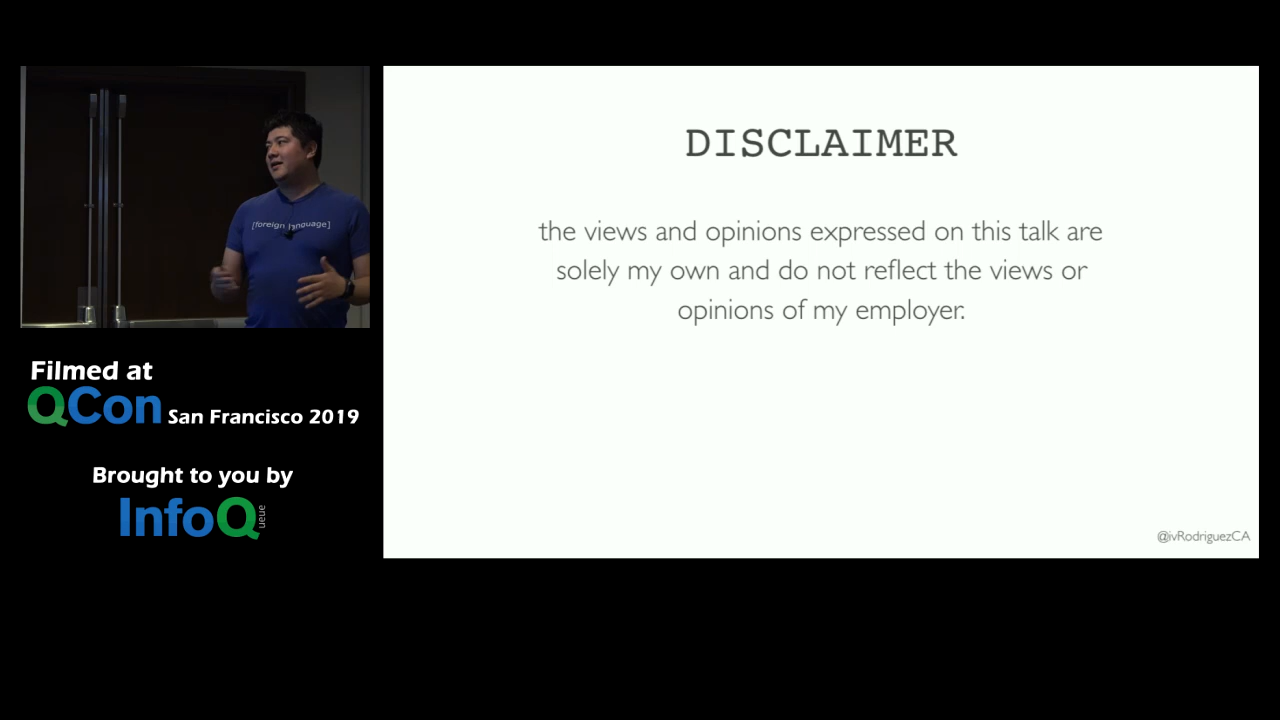 [foreign language]
Filmed at
QCon San Francisco 2019
Brought to you by
InfoQueue
DISCLAIMER
the views and opinions expressed on this talk are
solely my own and do not reflect the views or
opinions of my employer.
@ivRodriguezCA